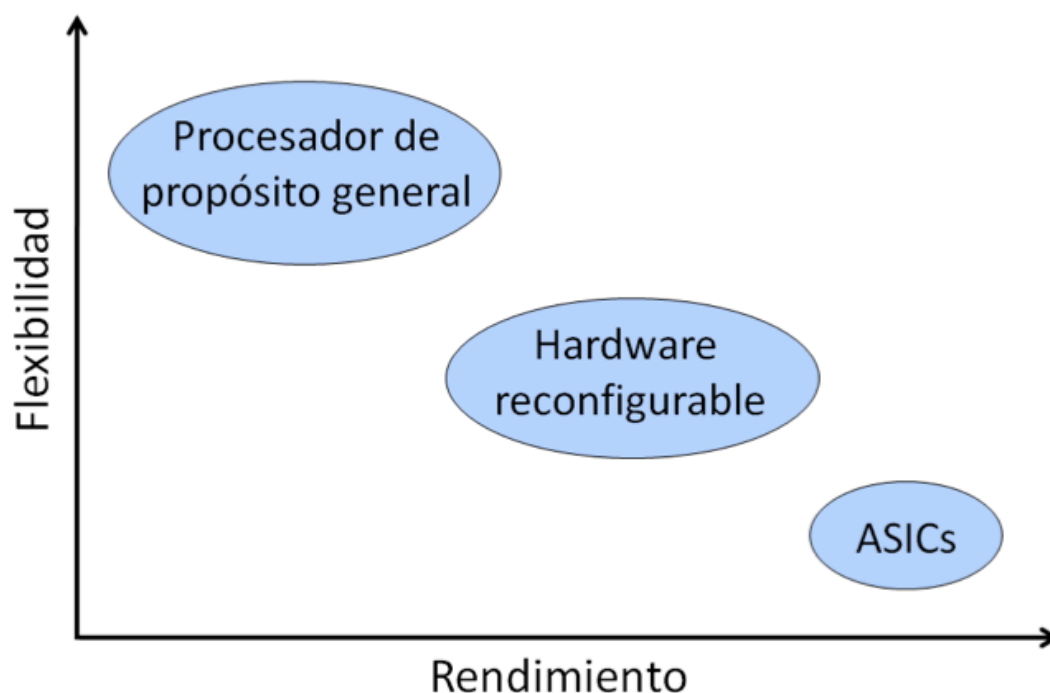 Procesador de
propósito general
Hardware
reconfigurable
ASICs
Flexibilidad
Rendimiento